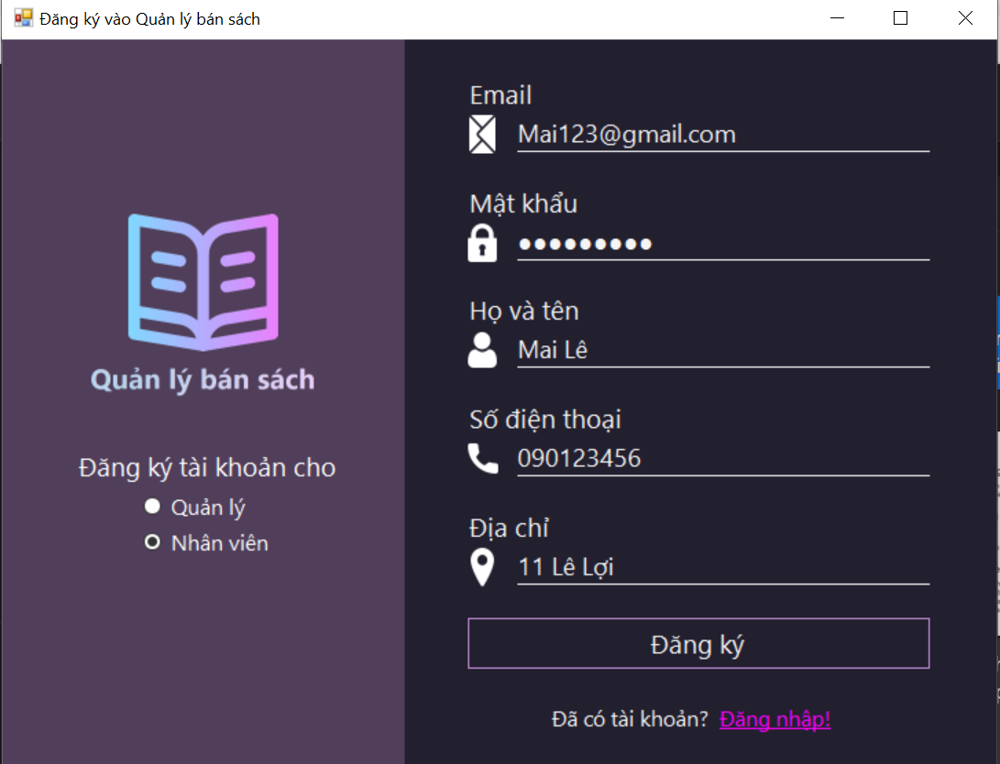 Đăng ký vào Quản lý bán sách
Quản lý bán sách
Đăng ký tài khoản cho
Quản lý
Nhân viên
Email
Mai123@gmail.com
Mật khẩu
●●●●●●●●●
Họ và tên
Mai Lê
Số điện thoại
090123456
Địa chỉ
11 Lê Lợi
Đăng ký
Đã có tài khoản? Đăng nhập!